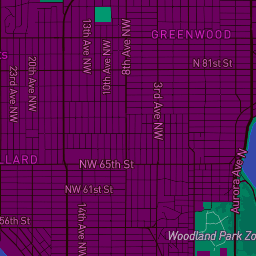 13th Ave NW
8th Ave NW
GREENWOOD
10th Ave NW
N 81st St
20th Ave NW
23rd Ave NW
3rd Ave NW
LLARD
NW 65th St
Aurora Ave N
NW 61st St
14th Ave NW
56th St
Woodland Park Zo